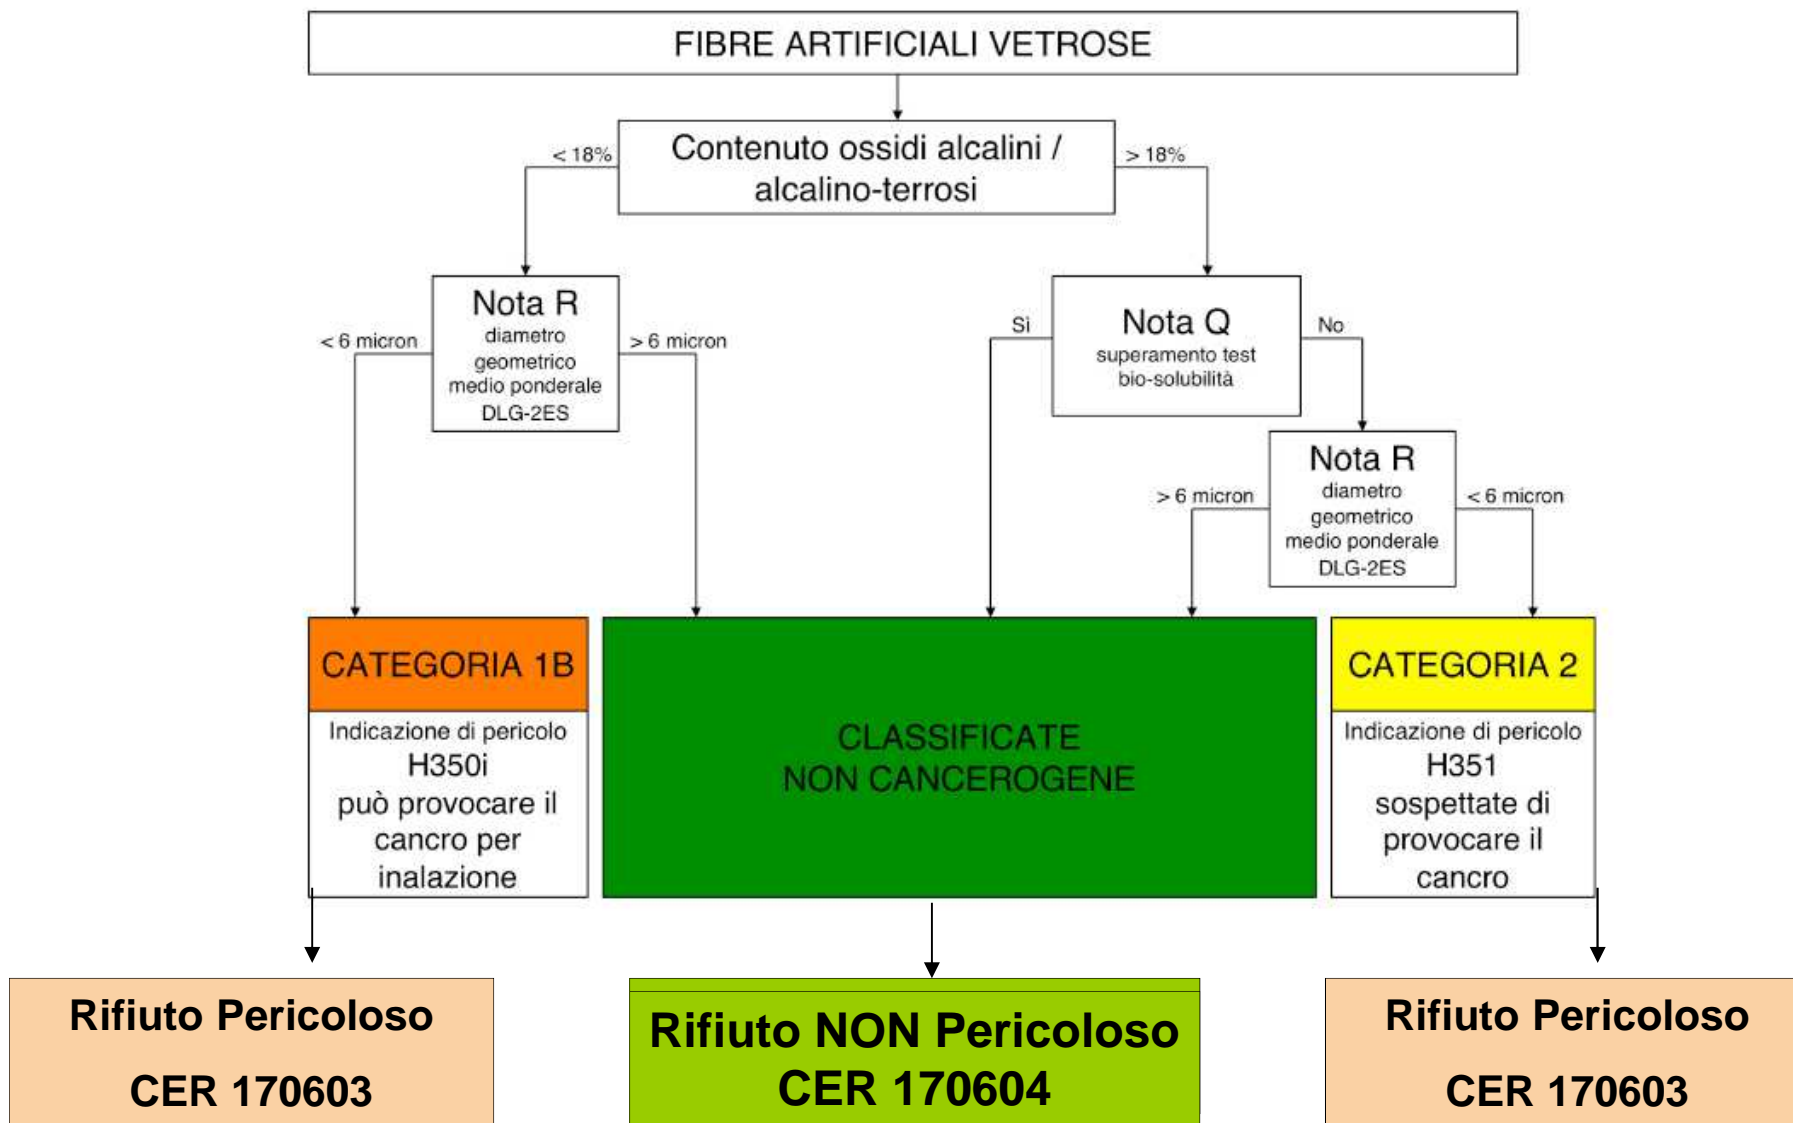 FIBRE ARTIFICIALI VETROSE
< 18%
Contenuto ossidi alcalini /
alcalino-terrosi
> 18%
< 6 micron
Nota R
diametro
geometrico
medio ponderale
DLG-2ES
> 6 micron
Sì
Nota Q
superamento test
bio-solubilità
No
> 6 micron
Nota R
diametro
geometrico
medio ponderale
DLG-2ES
< 6 micron
CATEGORIA 1B
Indicazione di pericolo
H350i
può provocare il
cancro per
inalazione
CLASSIFICATE
NON CANCEROGENE
CATEGORIA 2
Indicazione di pericolo
H351
sospettate di
provocare il
cancro
Rifiuto Pericoloso
CER 170603
Rifiuto NON Pericoloso
CER 170604
Rifiuto Pericoloso
CER 170603